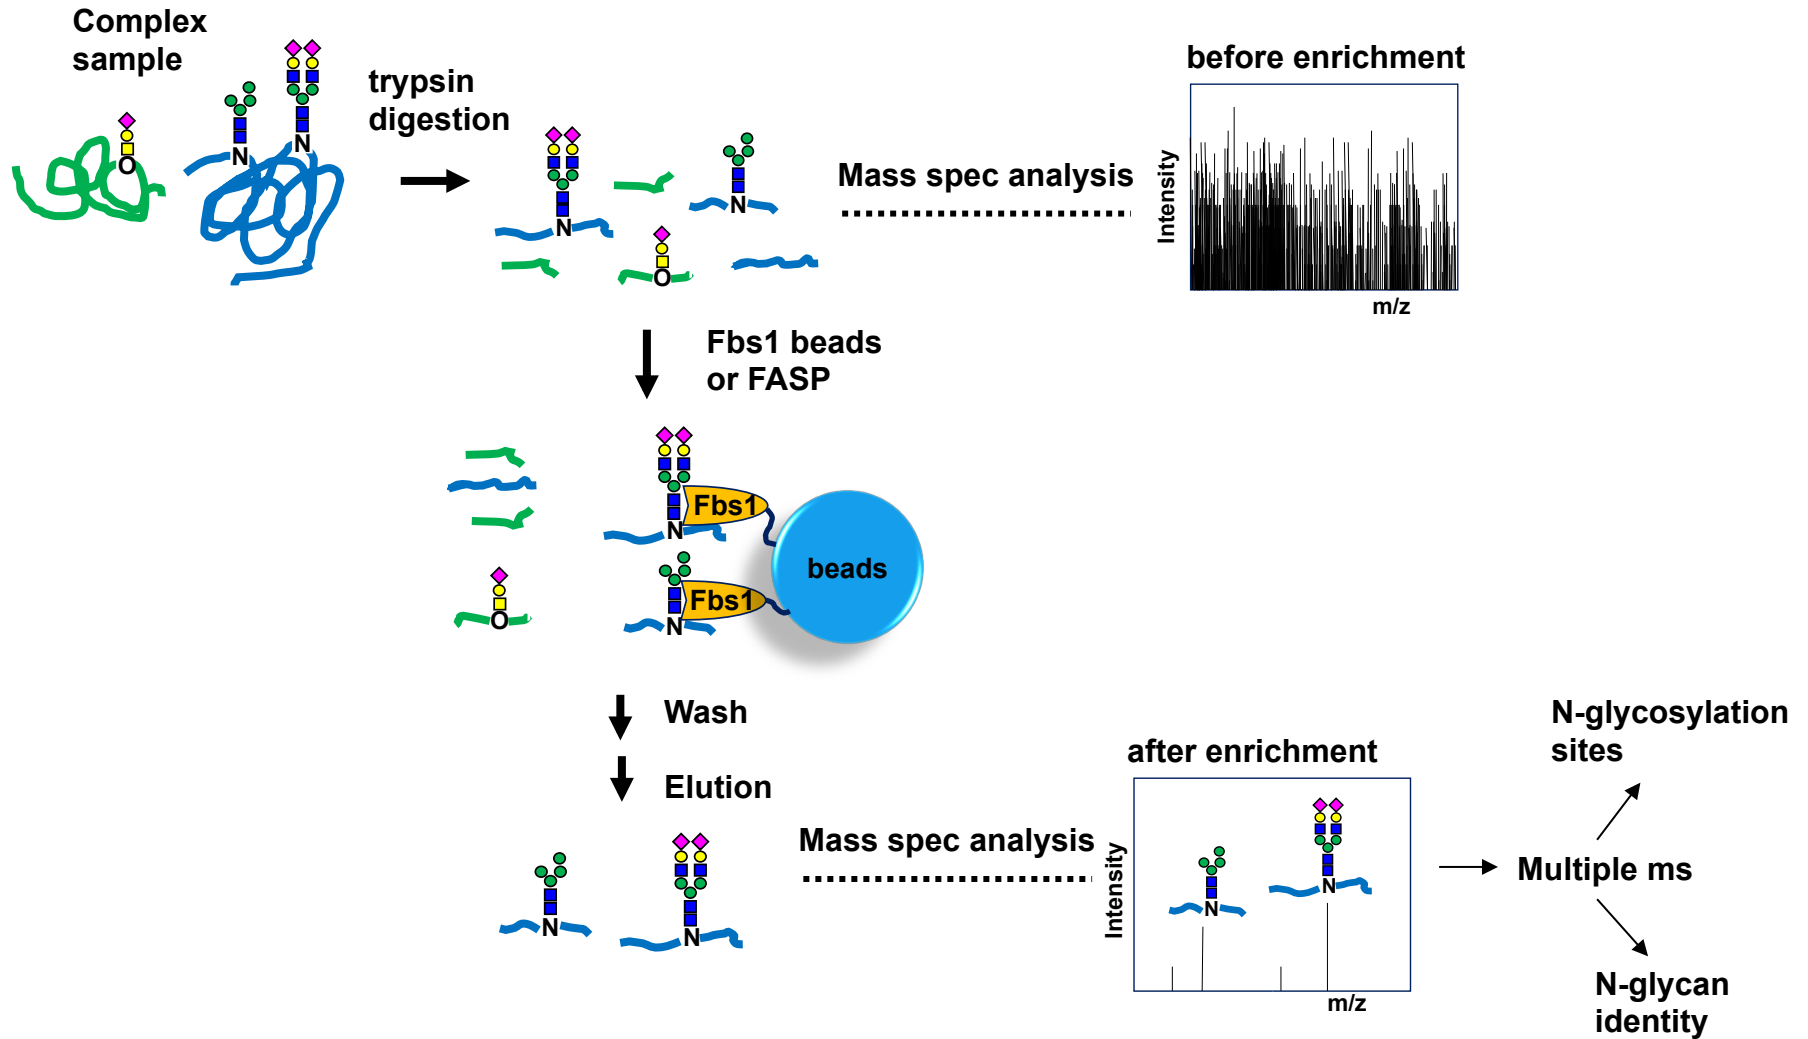 Complex
sample
trypsin
digestion
before enrichment
O
N
N
Mass spec analysis
Intensity
N
N
O
m/z
Fbs1 beads
or FASP
Fbs1
N
beads
Fbs1
O
N
Wash
Elution
N-glycosylation
sites
after enrichment
Mass spec analysis
Intensity
N
N
Multiple ms
N
N
m/z
N-glycan
identity